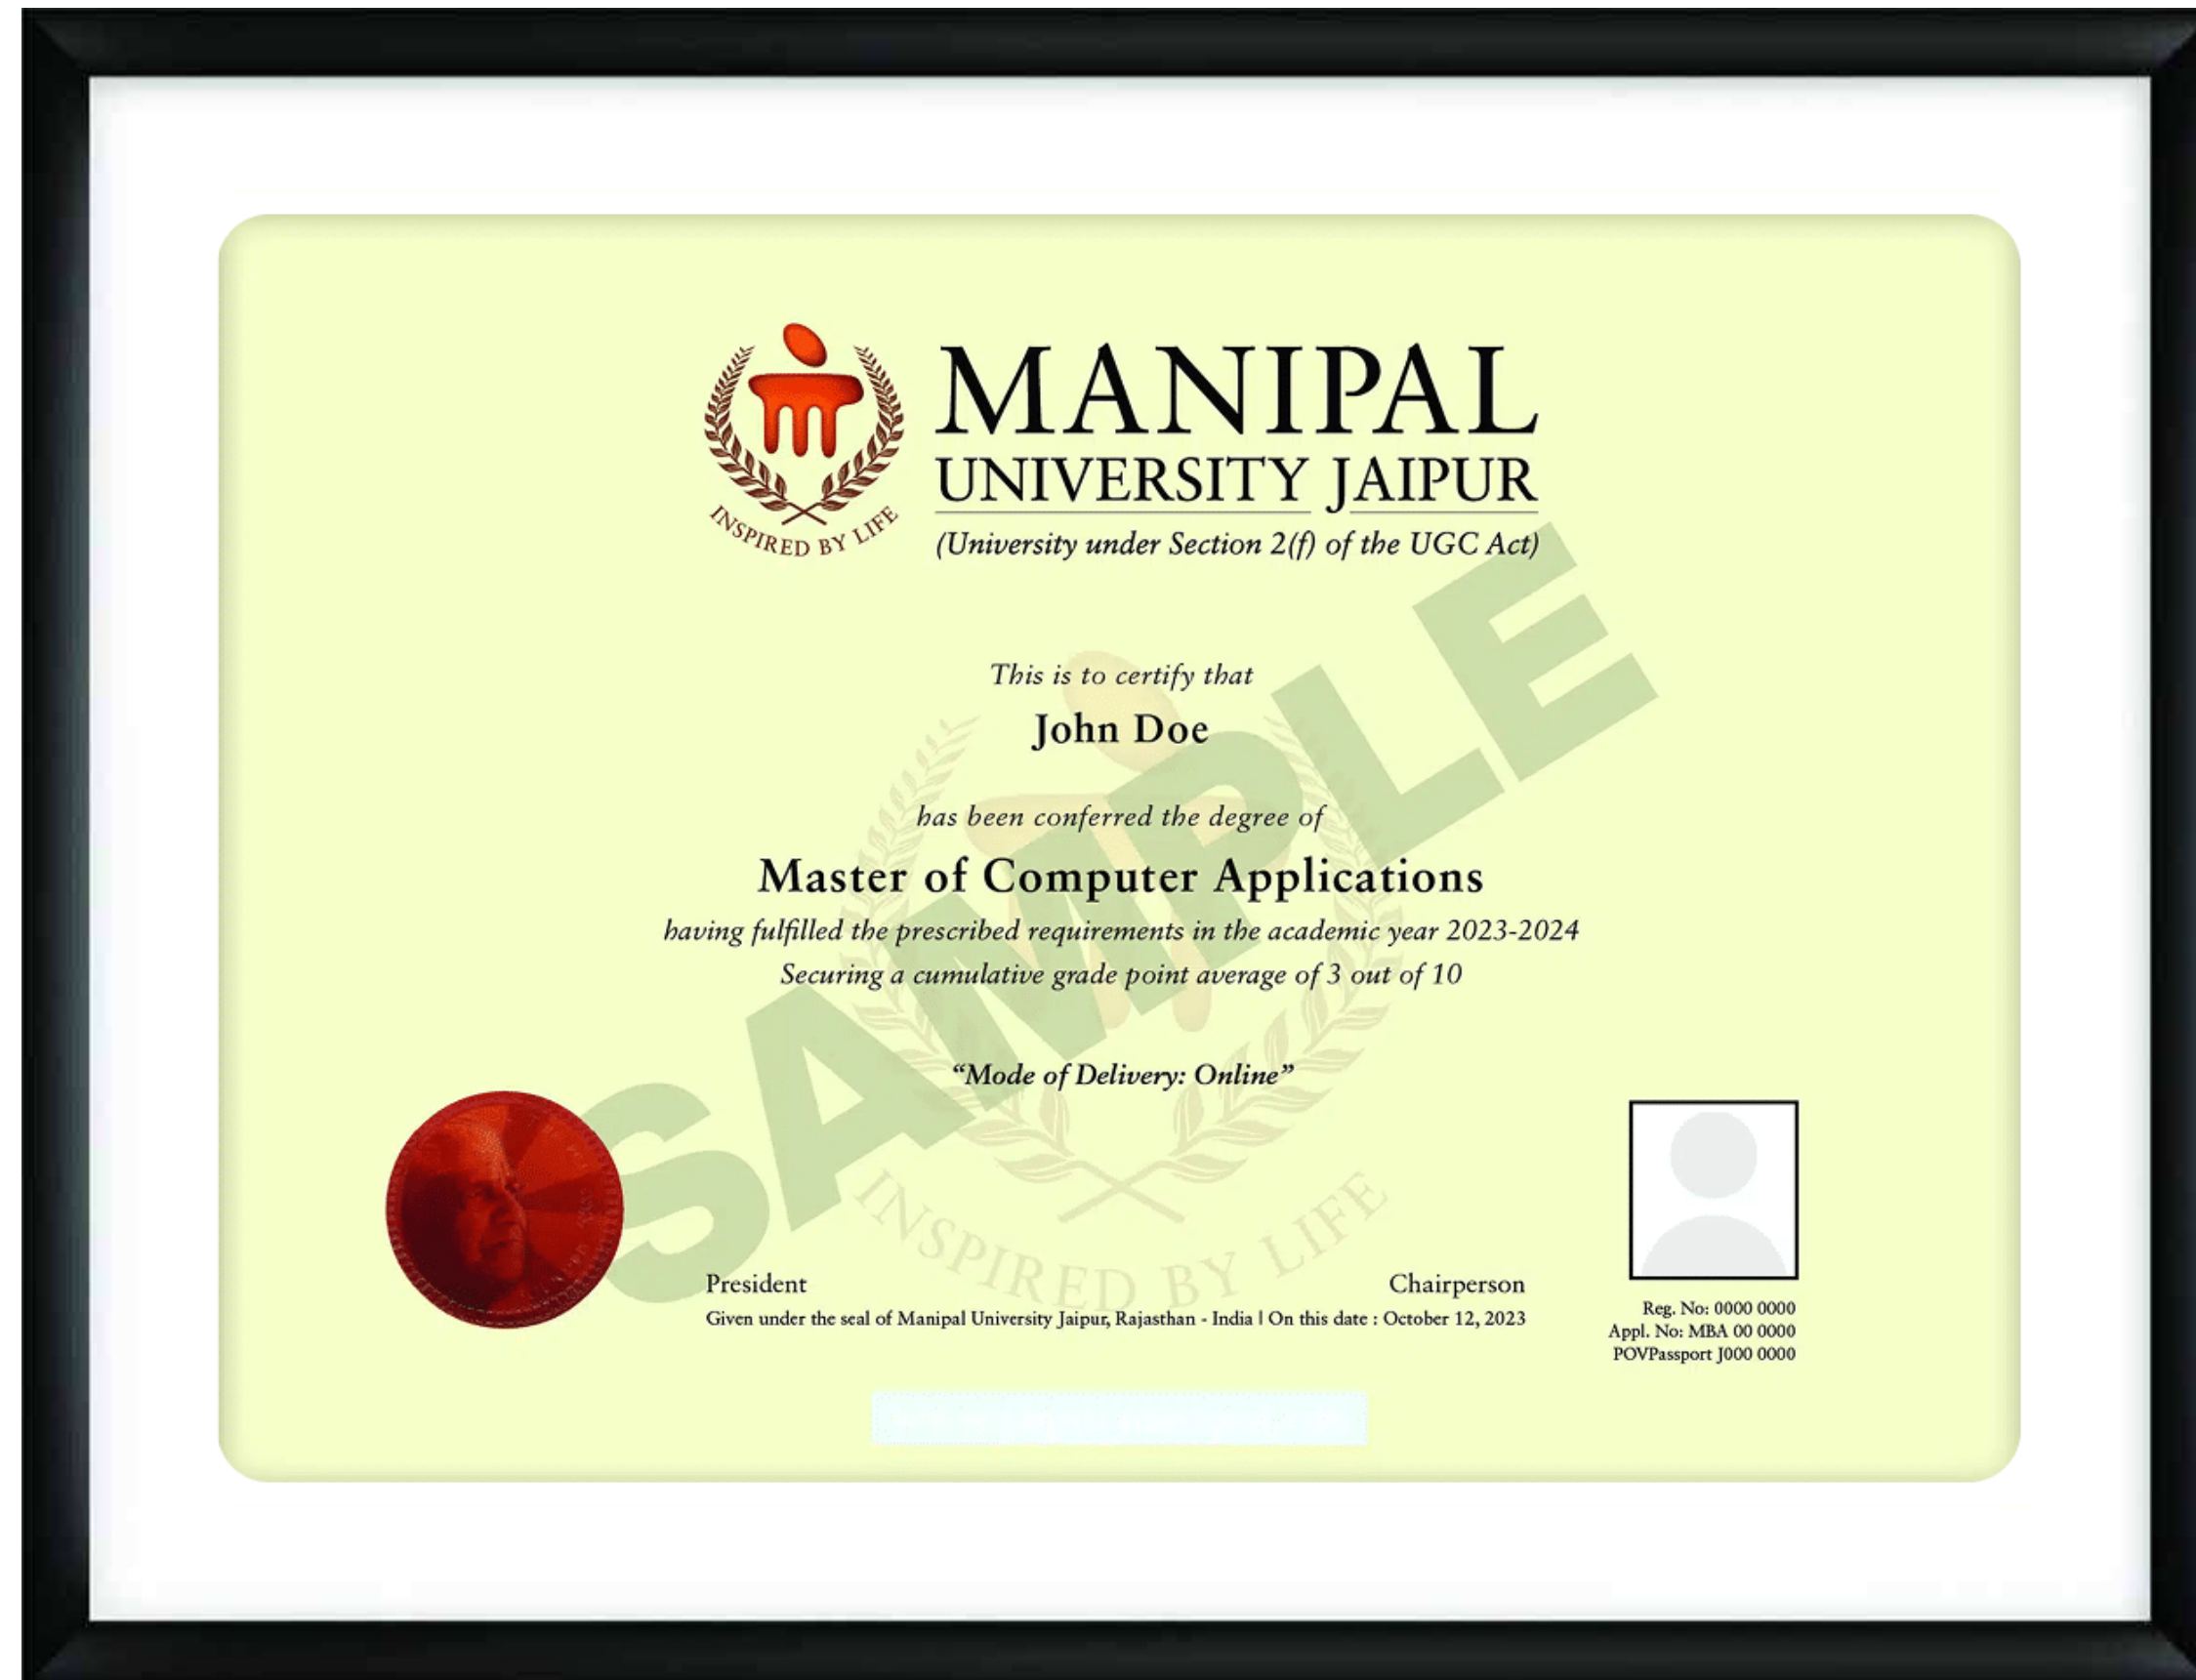 MANIPAL
UNIVERSITY JAIPUR
(University under Section 2(f) of the UGC Act)
INSPIRED BY LIFE
This is to certify that
John Doe
has been conferred the degree of
Master of Computer Applications
having fulfilled the prescribed requirements in the academic year 2023-2024
Securing a cumulative grade point average of 3 out of 10
"Mode of Delivery: Online"
SAMPLE
INSPIRED BY LIFE
President
Chairperson
Given under the seal of Manipal University Jaipur, Rajasthan - India | On this date : October 12, 2023
Reg. No: 0000 0000
Appl. No: MBA 00 0000
POVPassport J000 0000